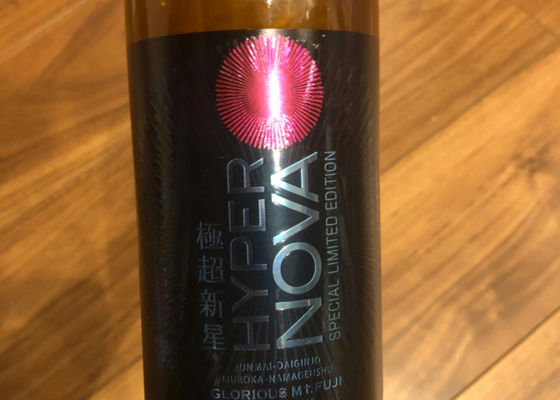 HYPER
NOVA
SPECIAL LIMITED EDITION
極超新星
JUNMAI-DAIGINJO
MUROKA-NAMAGENSHU
GLORIOUS Mt.FUJI